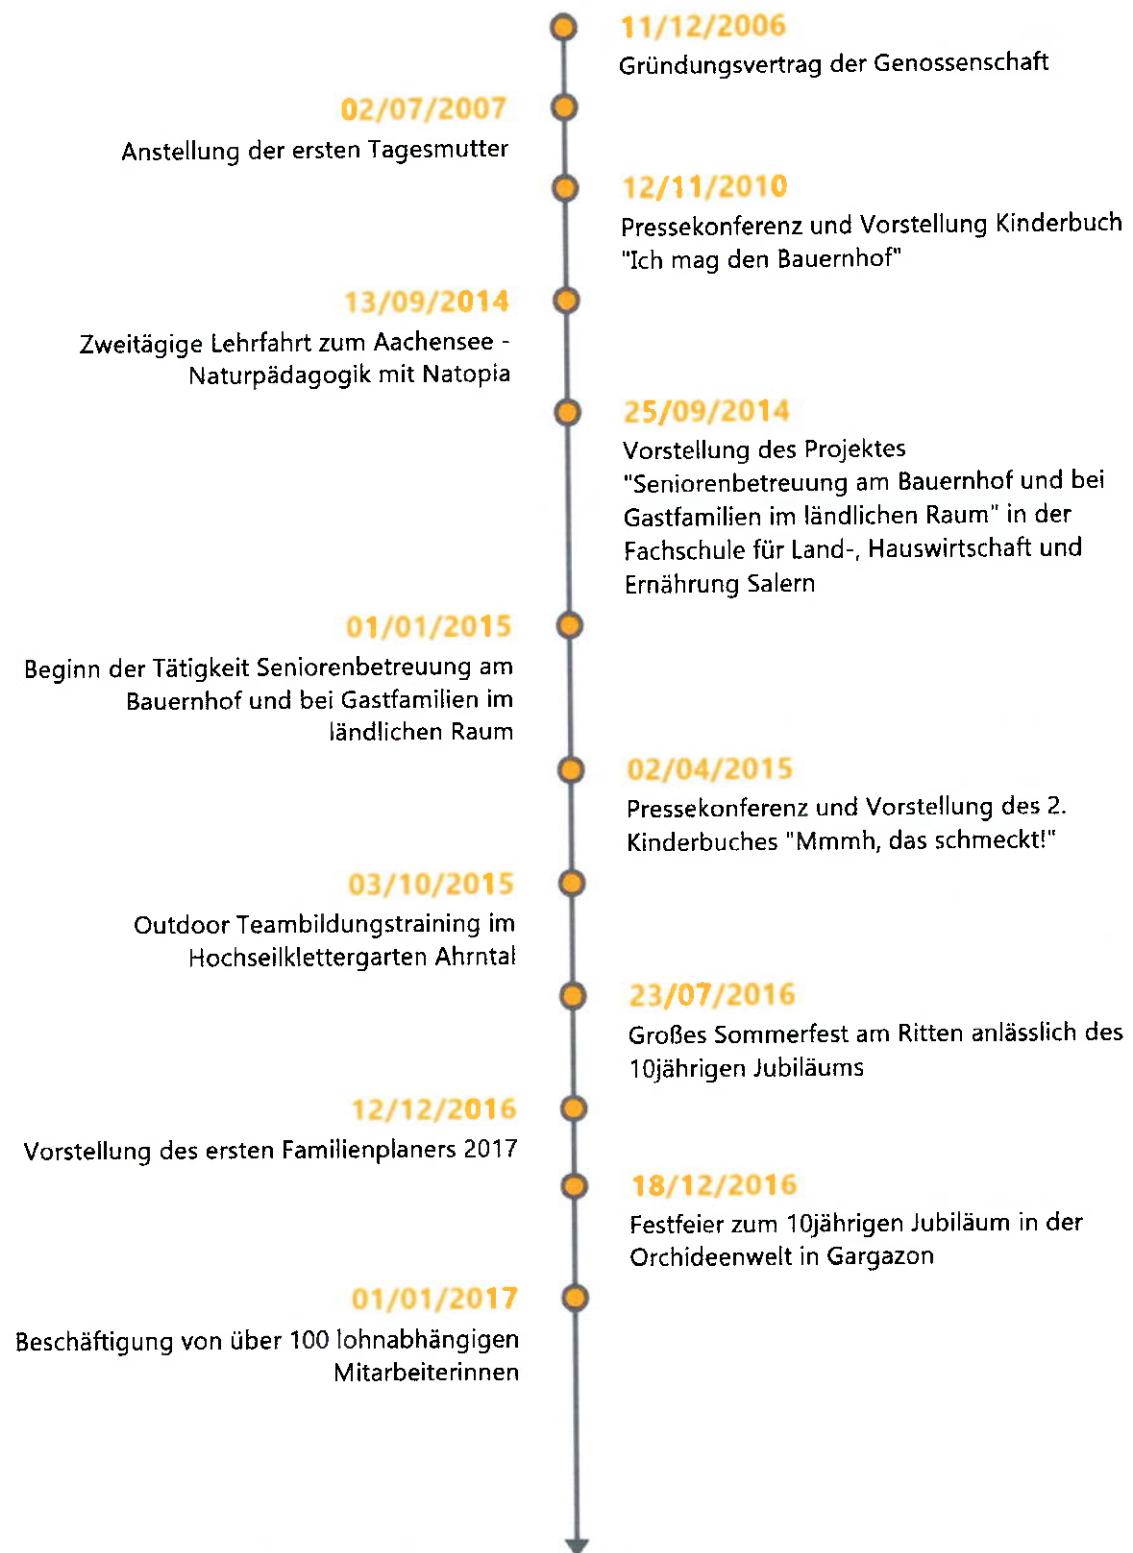 11/12/2006
Gründungsvertrag der Genossenschaft
02/07/2007
Anstellung der ersten Tagesmutter
12/11/2010
Pressekonferenz und Vorstellung Kinderbuch
"Ich mag den Bauernhof"
13/09/2014
Zweitägige Lehrfahrt zum Aachensee -
Naturpädagogik mit Natopia
25/09/2014
Vorstellung des Projektes
"Seniorenbetreuung am Bauernhof und bei
Gastfamilien im ländlichen Raum" in der
Fachschule für Land-, Hauswirtschaft und
Ernährung Salern
01/01/2015
Beginn der Tätigkeit Seniorenbetreuung am
Bauernhof und bei Gastfamilien im
ländlichen Raum
02/04/2015
Pressekonferenz und Vorstellung des 2.
Kinderbuches "Mmmh, das schmeckt!"
03/10/2015
Outdoor Teambildungstraining im
Hochseilklettergarten Ahrntal
23/07/2016
Großes Sommerfest am Ritten anlässlich des
10jährigen Jubiläums
12/12/2016
Vorstellung des ersten Familienplaners 2017
18/12/2016
Festfeier zum 10jährigen Jubiläum in der
Orchideenwelt in Gargazon
01/01/2017
Beschäftigung von über 100 lohnabhängigen
Mitarbeiterinnen